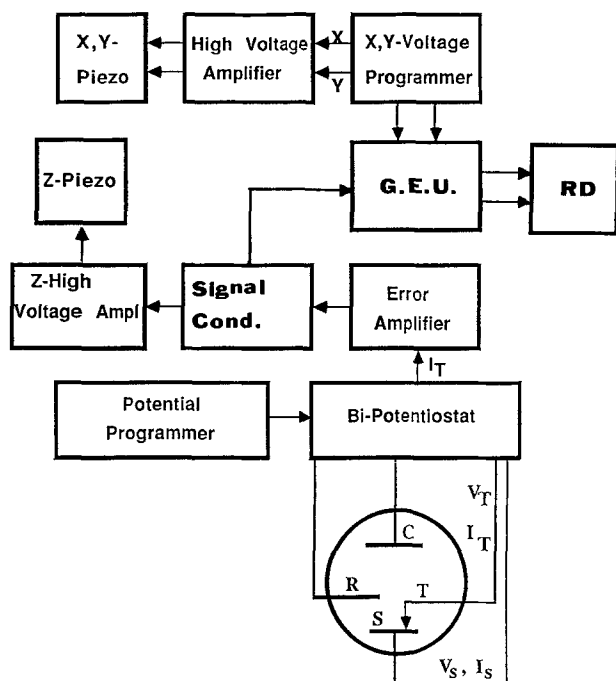 X,Y-
Piezo
High Voltage
Amplifier
X
Y
X,Y-Voltage
Programmer
G.E.U.
RD
Z-Piezo
Z-High
Voltage Ampl
Signal
Cond.
Error
Amplifier
I_T
Potential
Programmer
Bi-Potentiostat
V_T
I_T
C
R
T
S
V_S , I_S